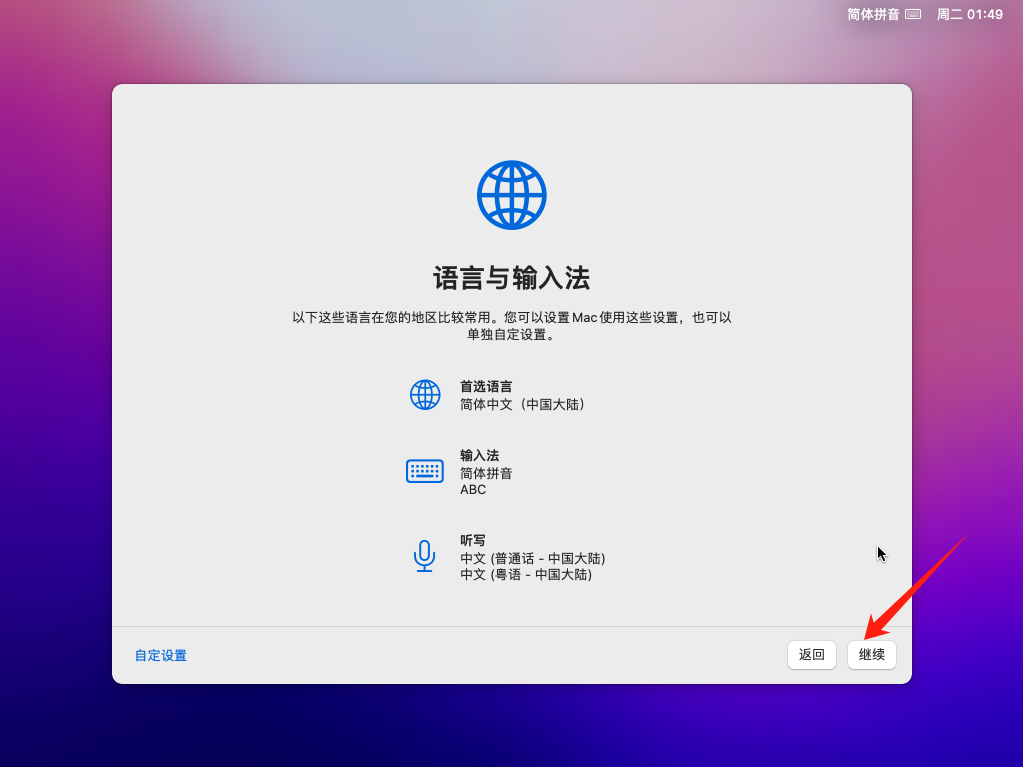 简体拼音 周二 01:49
语言与输入法
以下这些语言在您的地区比较常用。您可以设置 Mac 使用这些设置，也可以
单独自定设置。
首选语言
简体中文（中国大陆）
输入法
简体拼音
ABC
听写
中文 (普通话 - 中国大陆)
中文 (粤语 - 中国大陆)
自定设置
返回
继续